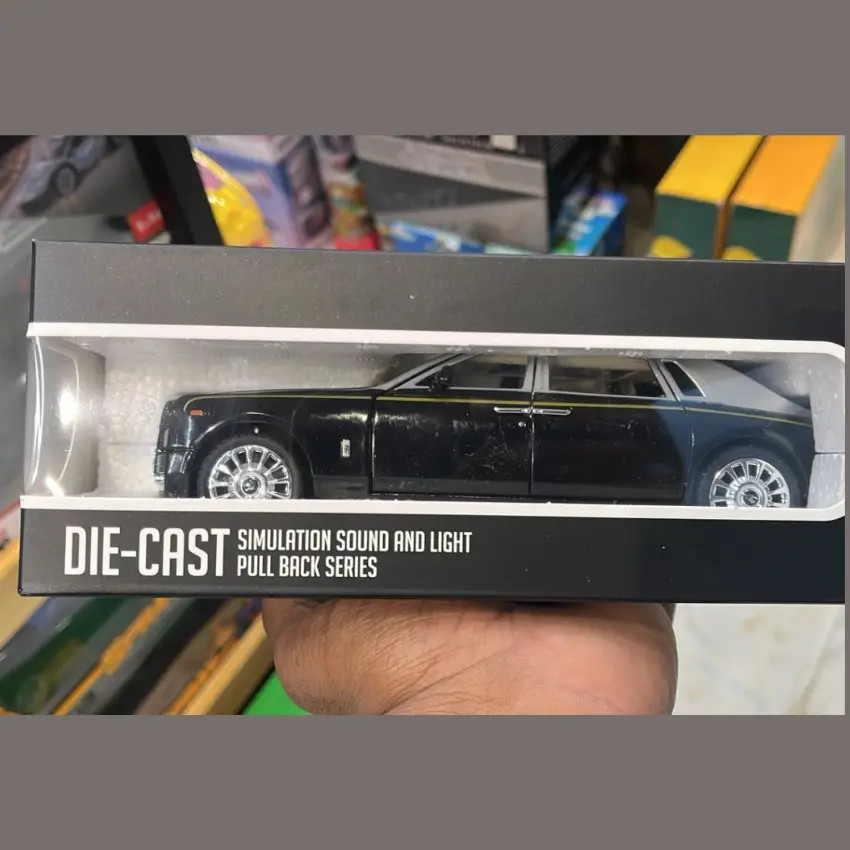 DIE-CAST
SIMULATION SOUND AND LIGHT
PULL BACK SERIES